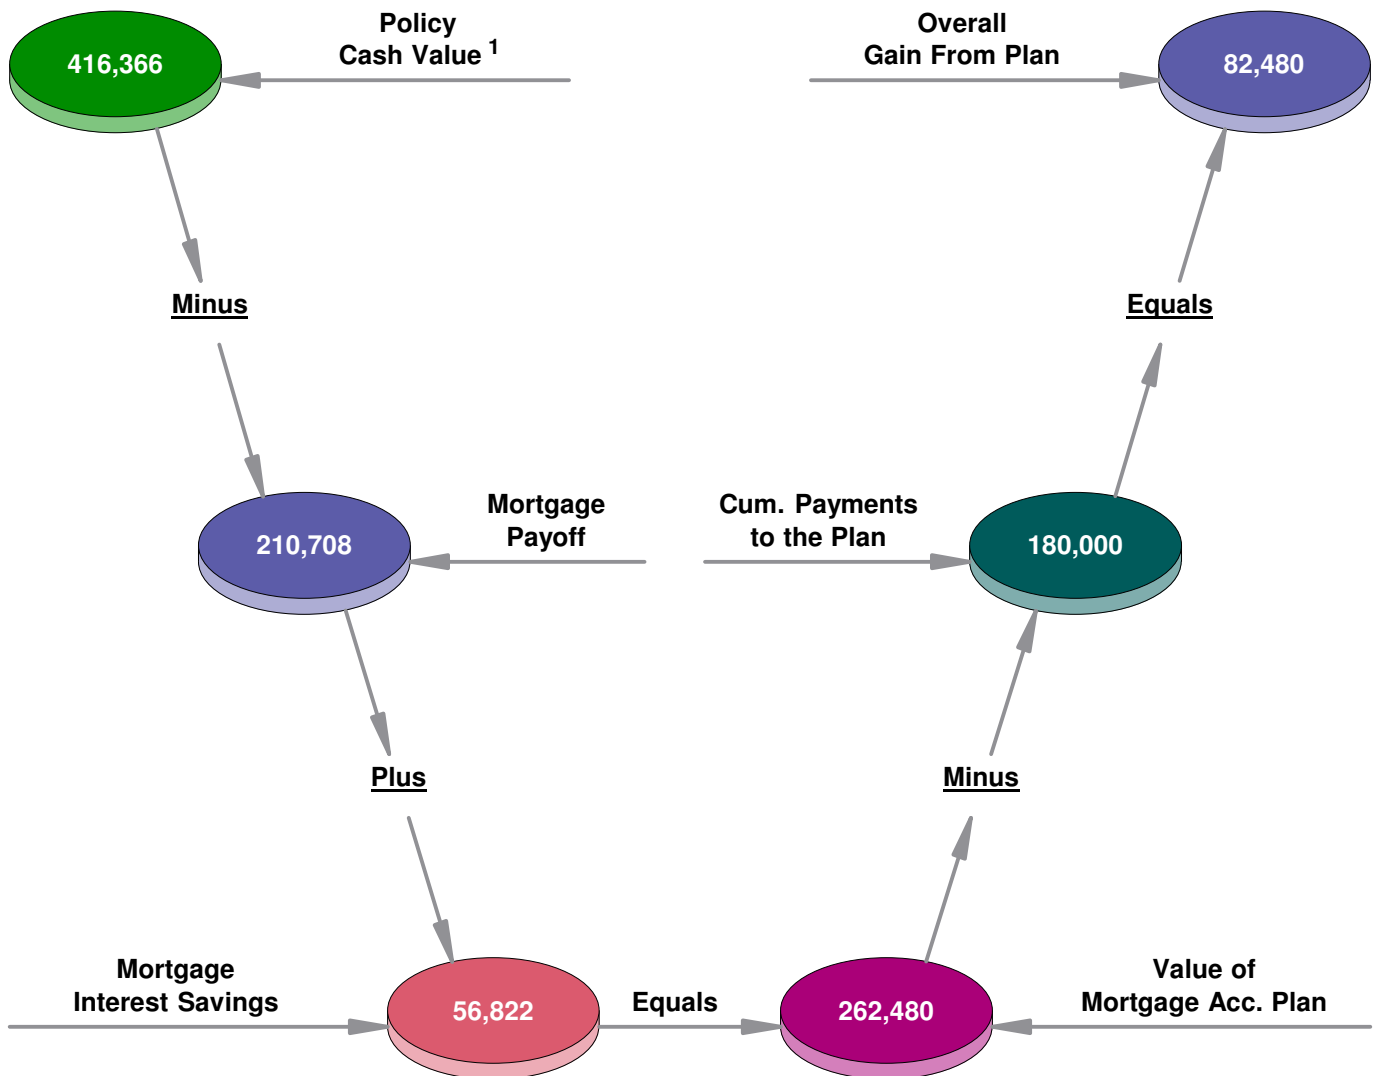 Policy
Cash Value 1
416,366
Overall
Gain From Plan
82,480
Minus
Equals
Mortgage
Payoff
210,708
Cum. Payments
to the Plan
180,000
Plus
Minus
Mortgage
Interest Savings
56,822
Equals
262,480
Value of
Mortgage Acc. Plan